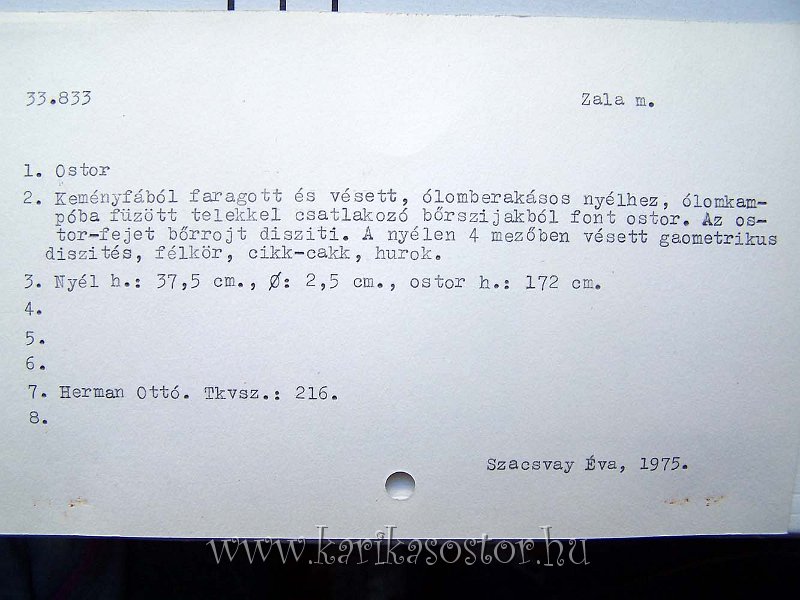 33.833 Zala m.
1. Ostor
2. Keményfából faragott és vésett, ólomberakásos nyélhez, ólomkam-
póba füzött telekkel csatlakozó bőrszijakból font ostor. Az os-
tor-fejet bőrrojt disziti. A nyélen 4 mezőben vésett gaometrikus
diszités, félkör, cikk-cakk, hurok.
3. Nyél h.: 37,5 cm., Ø: 2,5 cm., ostor h.: 172 cm.
4.
5.
6.
7. Herman Ottó. Tkvsz.: 216.
8.
Szacsvay Éva, 1975.
www.karikasostor.hu